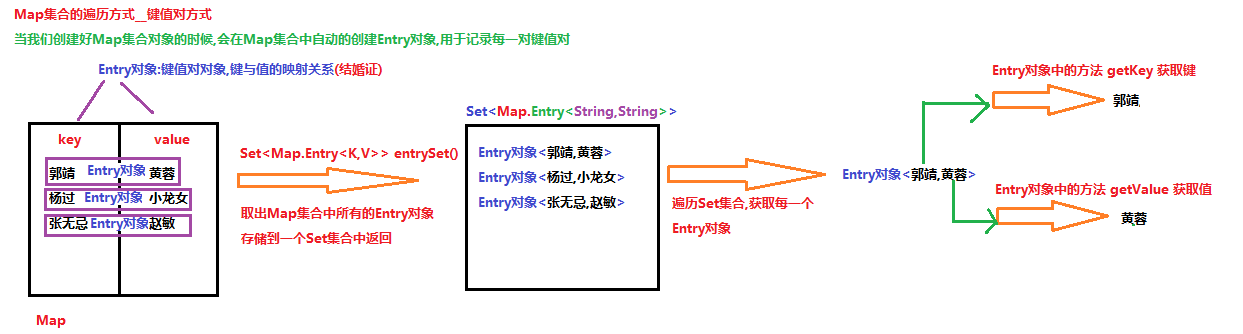 Map集合的遍历方式__键值对方式
当我们创建好Map集合对象的时候,会在Map集合中自动的创建Entry对象,用于记录每一对键值对
Entry对象:键值对对象,键与值的映射关系(结婚证)
key
value
郭靖 Entry对象 黄蓉
杨过 Entry对象 小龙女
张无忌 Entry对象 赵敏
Map
Set<Map.Entry<K,V>> entrySet()
取出Map集合中所有的Entry对象
存储到一个Set集合中返回
Set<Map.Entry<String,String>>
Entry对象<郭靖,黄蓉>
Entry对象<杨过,小龙女>
Entry对象<张无忌,赵敏>
遍历Set集合,获取每一个
Entry对象
Entry对象<郭靖,黄蓉>
Entry对象中的方法 getKey 获取键
郭靖
Entry对象中的方法 getValue 获取值
黄蓉